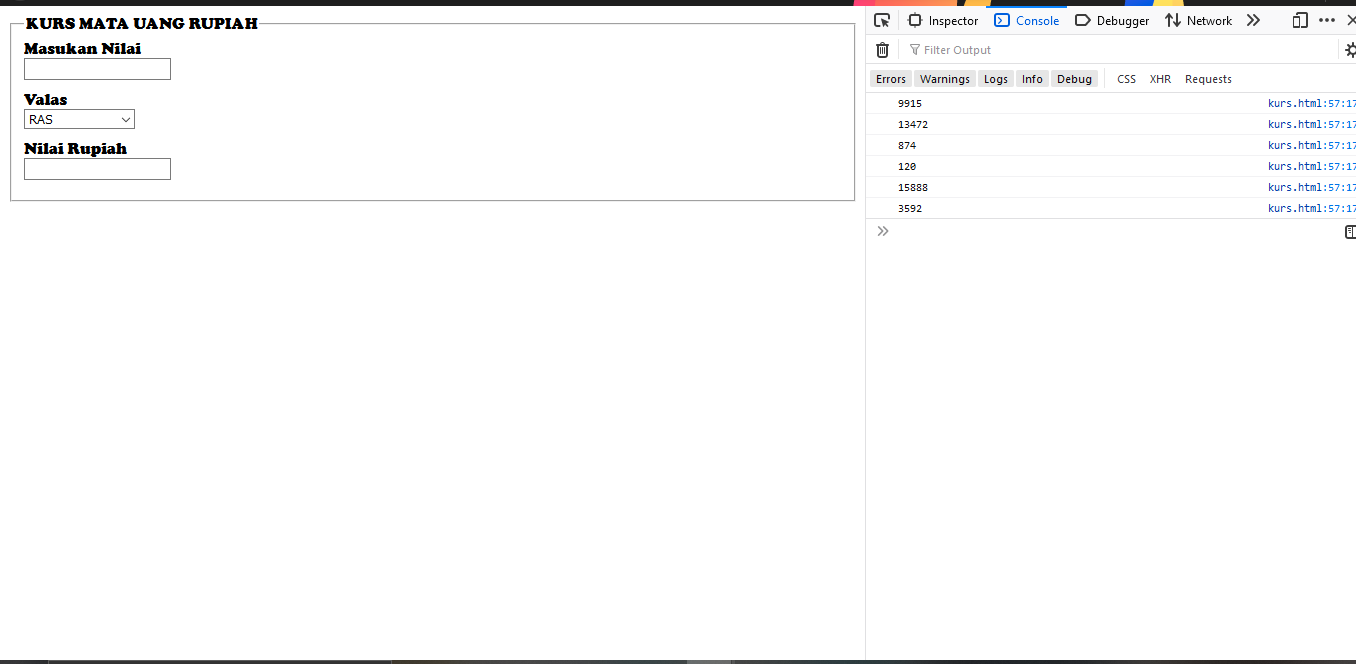 KURS MATA UANG RUPIAH
Masukan Nilai
Valas
RAS
Nilai Rupiah
Inspector Console Debugger Network
Filter Output
Errors Warnings Logs Info Debug CSS XHR Requests
9915 kurs.html:57:17
13472 kurs.html:57:17
874 kurs.html:57:17
120 kurs.html:57:17
15888 kurs.html:57:17
3592 kurs.html:57:17